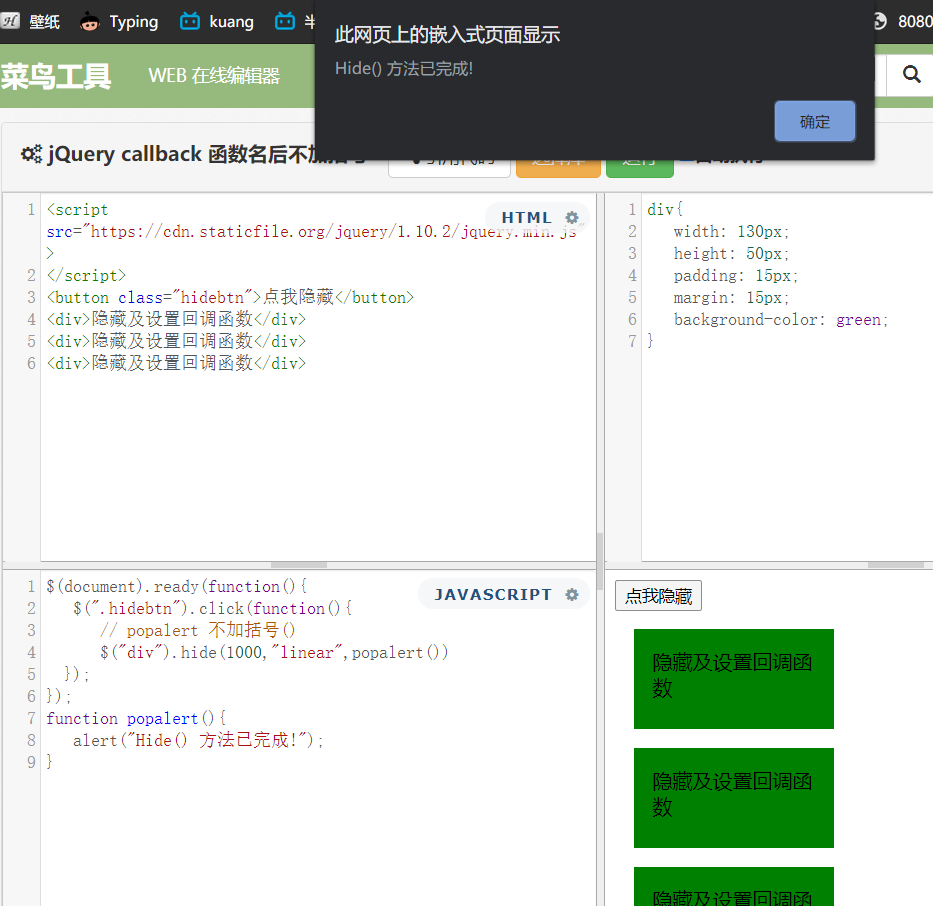 壁纸 Typing kuang 半 8080
此网页上的嵌入式页面显示
Hide() 方法已完成!
确定
菜鸟工具 WEB 在线编辑器
jQuery callback 函数名后不加括号
HTML
1 <script
src="https://cdn.staticfile.org/jquery/1.10.2/jquery.min.js"
>
2 </script>
3 <button class="hidebtn">点我隐藏</button>
4 <div>隐藏及设置回调函数</div>
5 <div>隐藏及设置回调函数</div>
6 <div>隐藏及设置回调函数</div>
1 div{
2 width: 130px;
3 height: 50px;
4 padding: 15px;
5 margin: 15px;
6 background-color: green;
7 }
JAVASCRIPT
1 $(document).ready(function(){
2 $(".hidebtn").click(function(){
3 // popalert 不加括号()
4 $("div").hide(1000,"linear",popalert())
5 });
6 });
7 function popalert(){
8 alert("Hide() 方法已完成!");
9 }
点我隐藏
隐藏及设置回调函
数
隐藏及设置回调函
数
隐藏及设置回调函